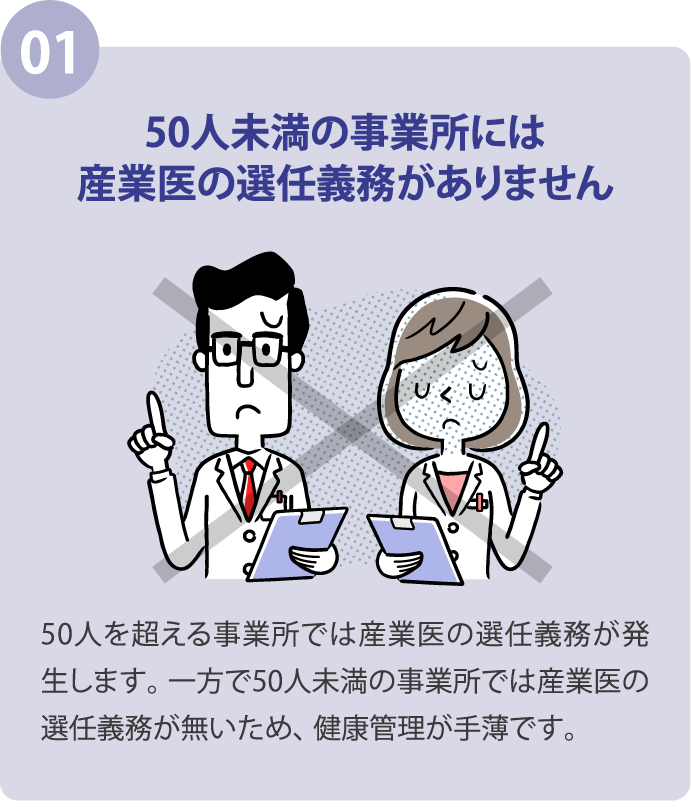 01
50人未満の事業所には
産業医の選任義務がありません
50人を超える事業所では産業医の選任義務が発
生します。一方で50人未満の事業所では産業医の
選任義務が無いため、健康管理が手薄です。